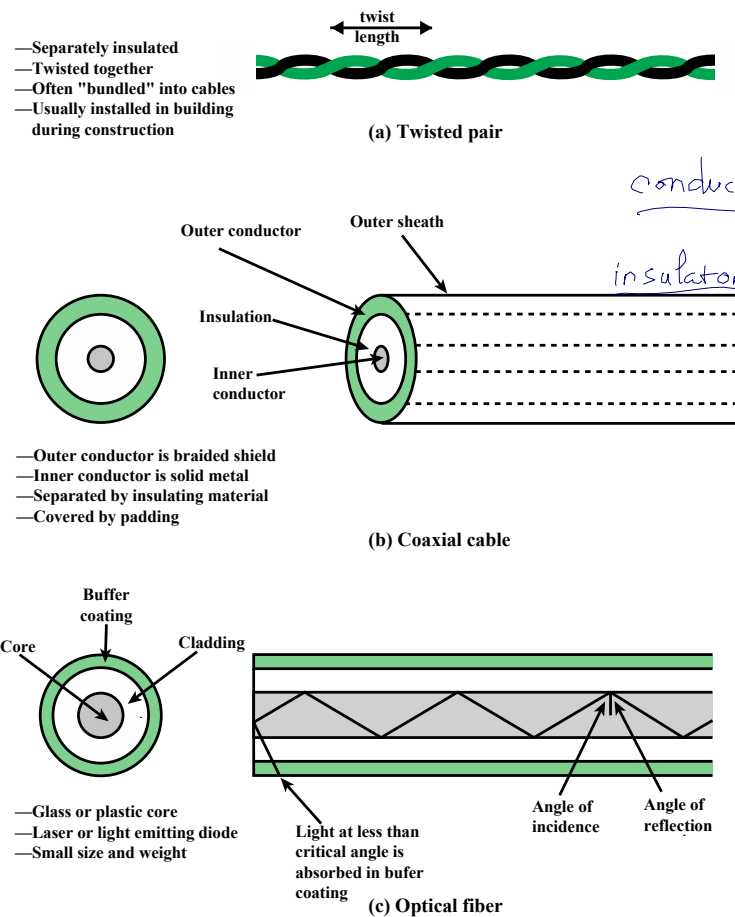 twist
length
—Separately insulated
—Twisted together
—Often "bundled" into cables
—Usually installed in building
during construction
(a) Twisted pair
conduc
insulator
Outer conductor
Outer sheath
Insulation
Inner
conductor
—Outer conductor is braided shield
—Inner conductor is solid metal
—Separated by insulating material
—Covered by padding
(b) Coaxial cable
Buffer
coating
Core
Cladding
—Glass or plastic core
—Laser or light emitting diode
—Small size and weight
Light at less than
critical angle is
absorbed in bufer
coating
Angle of
incidence
Angle of
reflection
(c) Optical fiber